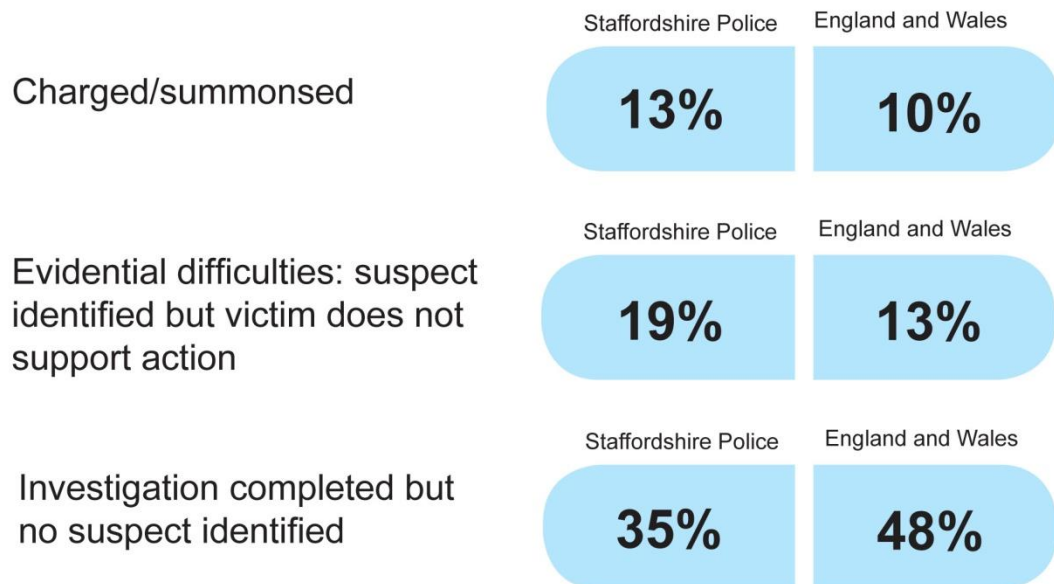 Staffordshire Police England and Wales
Charged/summonsed
13% 10%
Staffordshire Police England and Wales
Evidential difficulties: suspect
identified but victim does not
support action
19% 13%
Staffordshire Police England and Wales
Investigation completed but
no suspect identified
35% 48%